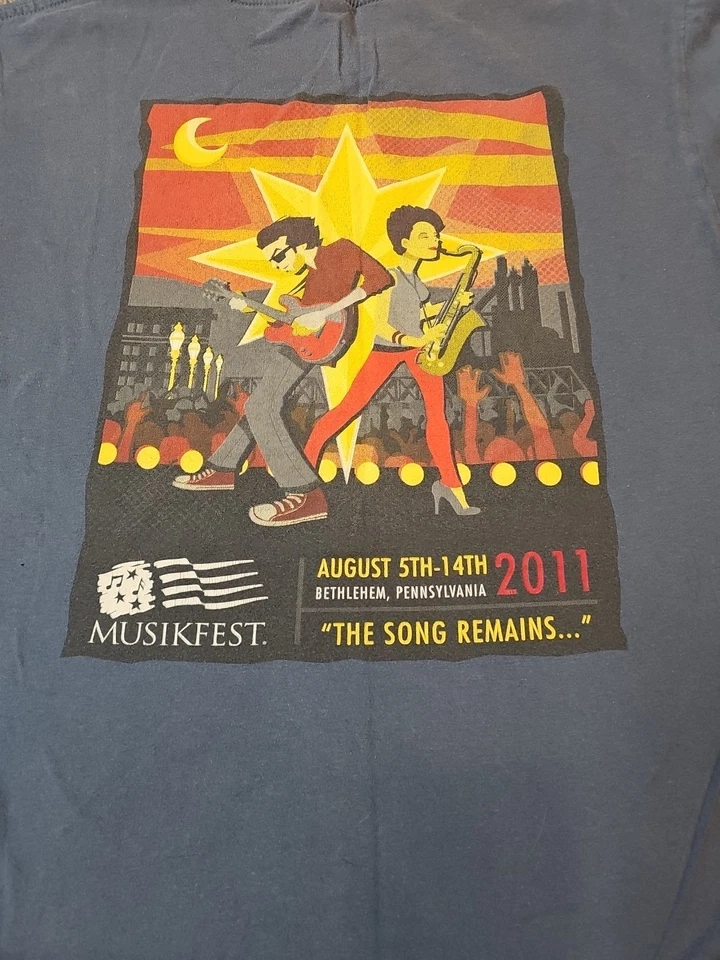 AUGUST 5TH-14TH 2011
BETHLEHEM, PENNSYLVANIA
MUSIKFEST.
"THE SONG REMAINS..."